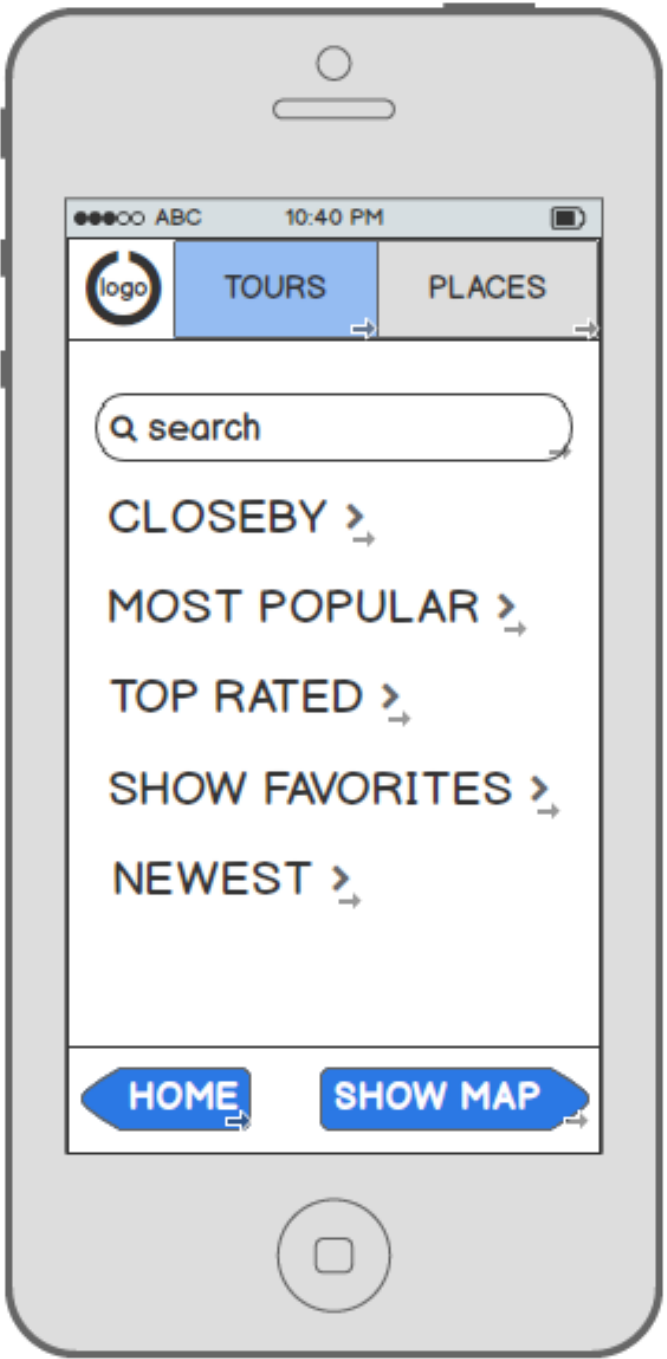 ABC 10:40 PM
logo TOURS PLACES
search
CLOSEBY
MOST POPULAR
TOP RATED
SHOW FAVORITES
NEWEST
HOME SHOW MAP